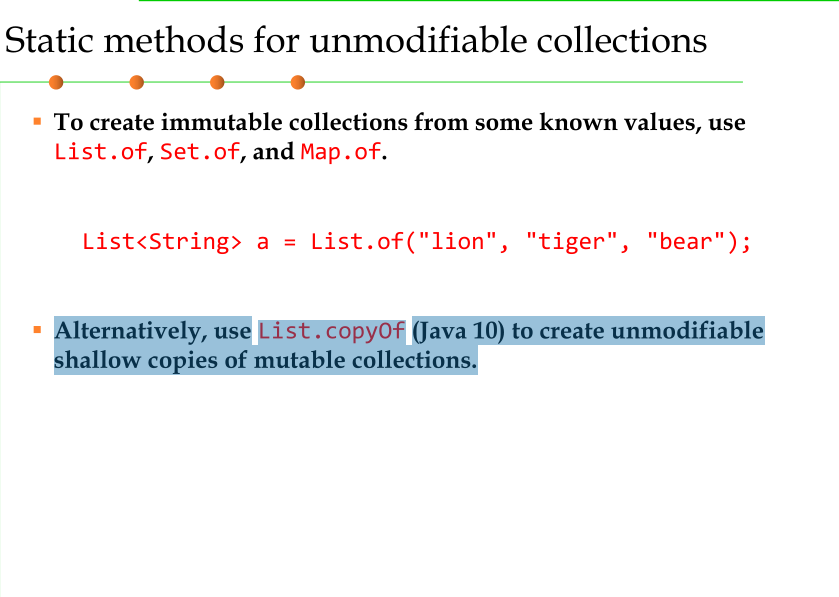 Static methods for unmodifiable collections
To create immutable collections from some known values, use
List.of, Set.of, and Map.of.
List<String> a = List.of("lion", "tiger", "bear");
Alternatively, use List.copyOf (Java 10) to create unmodifiable
shallow copies of mutable collections.